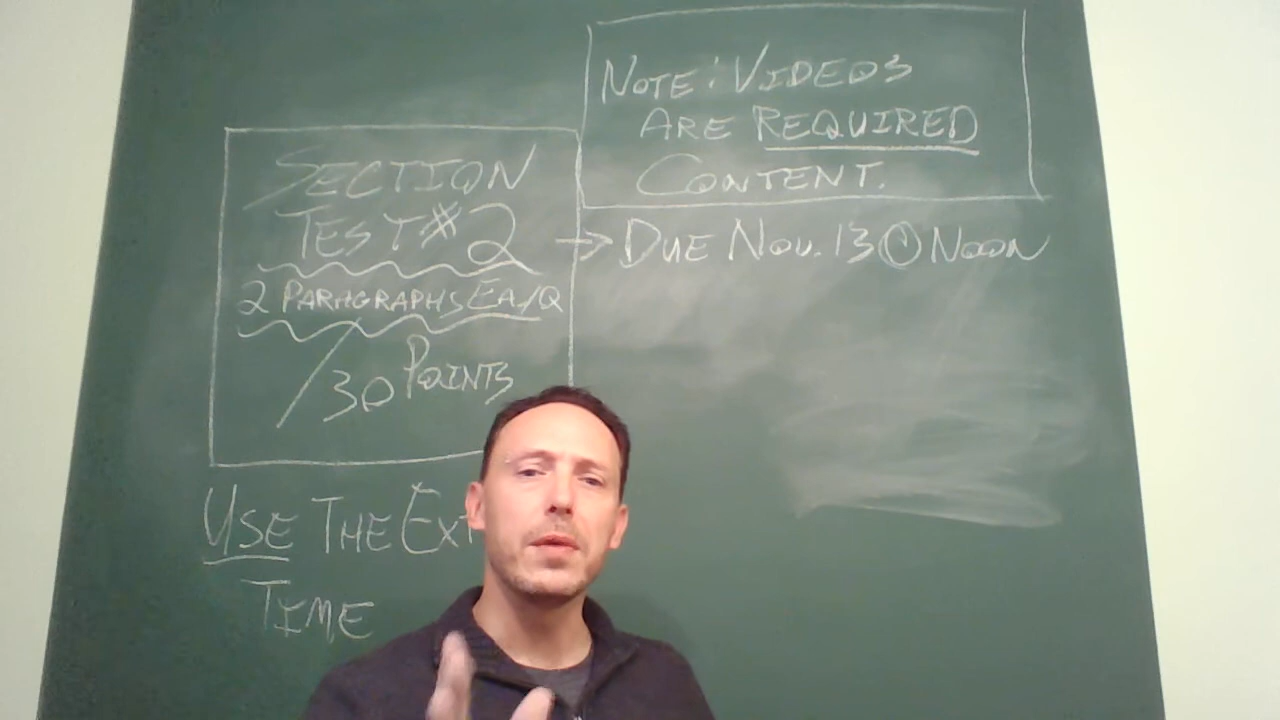 NOTE: VIDEOS
ARE REQUIRED
CONTENT.
SECTION
TEST #2
→ DUE NOV. 13 @ NOON
2 PARAGRAPHS EA/Q
/30 POINTS
USE THE EXT
TIME